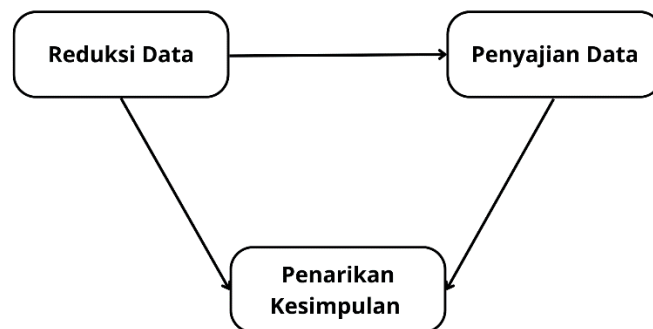 Reduksi Data
Penyajian Data
Penarikan
Kesimpulan